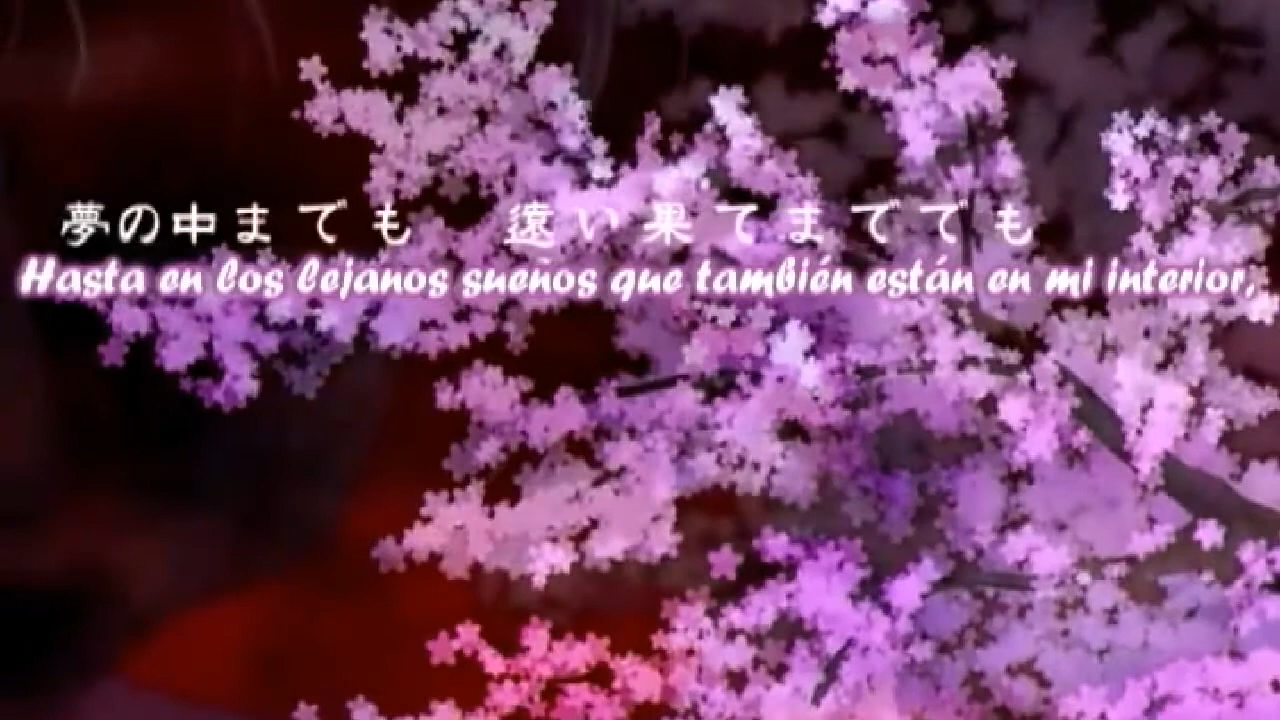 夢の中までも 遠い果てまででも
Hasta en los lejanos sueños que también están en mi interior,